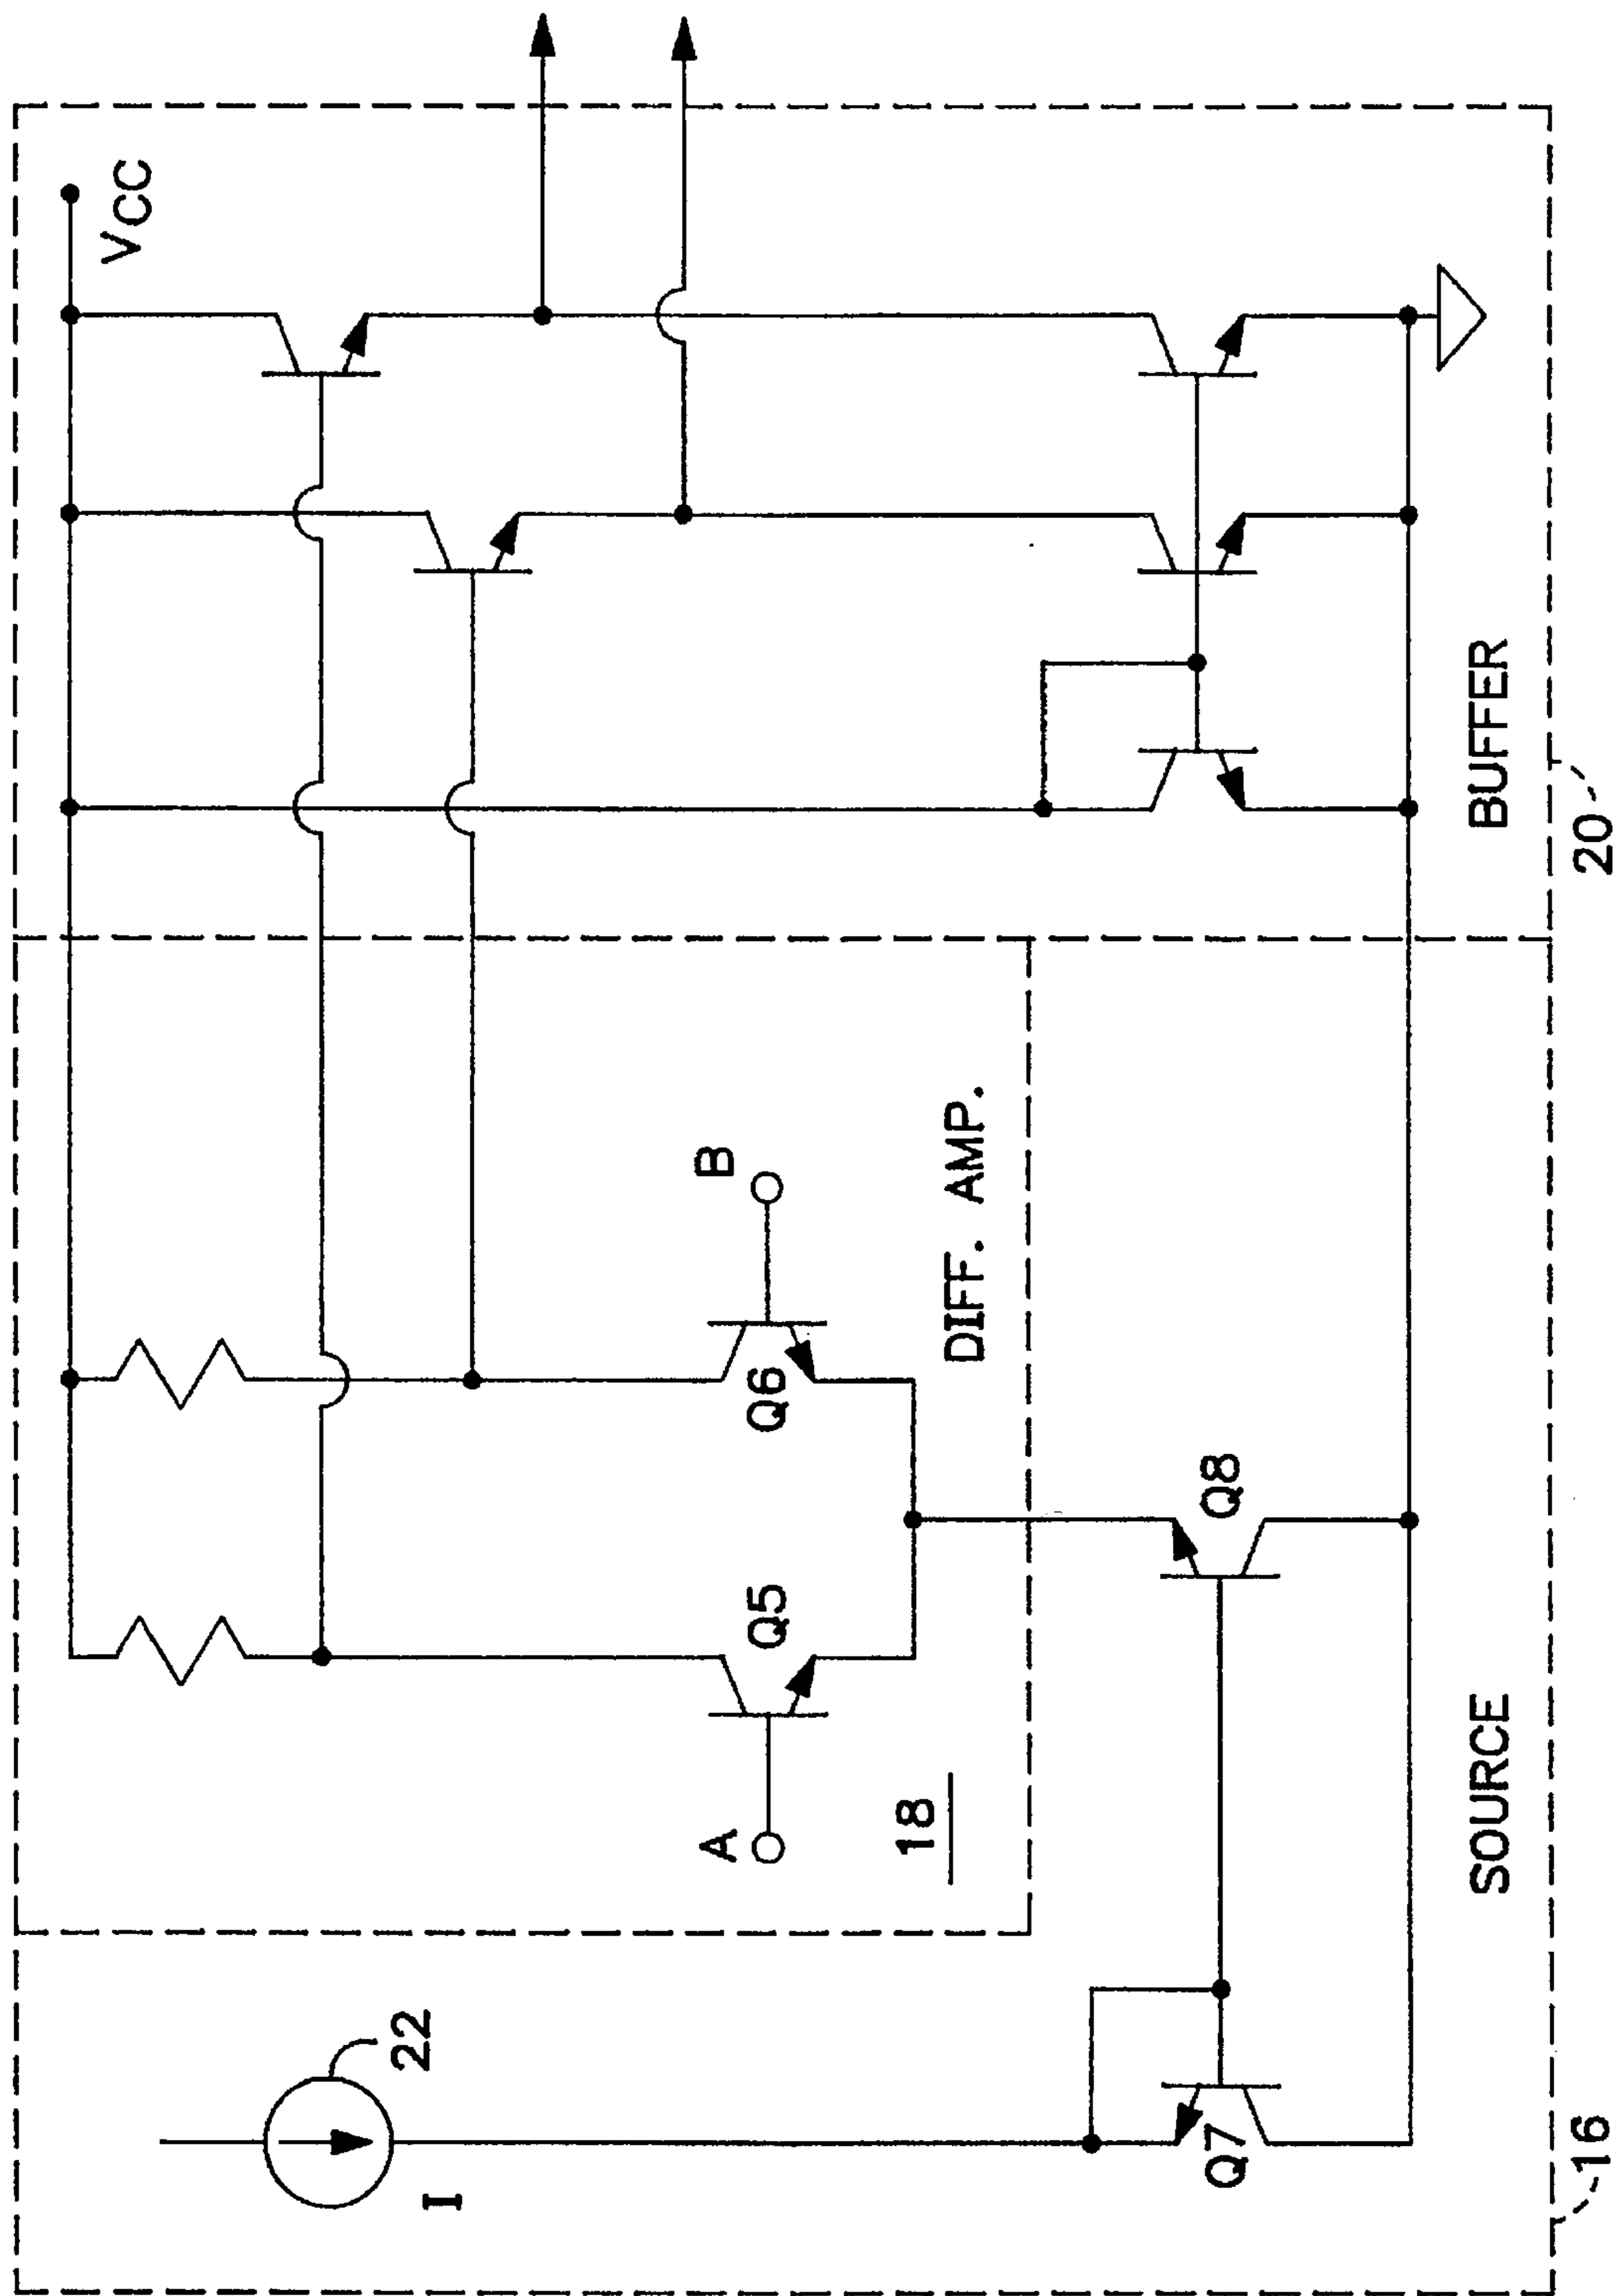 I
22
VCC
A
Q5
Q6
B
18
DIFF. AMP.
Q7
Q8
SOURCE
BUFFER
16
20